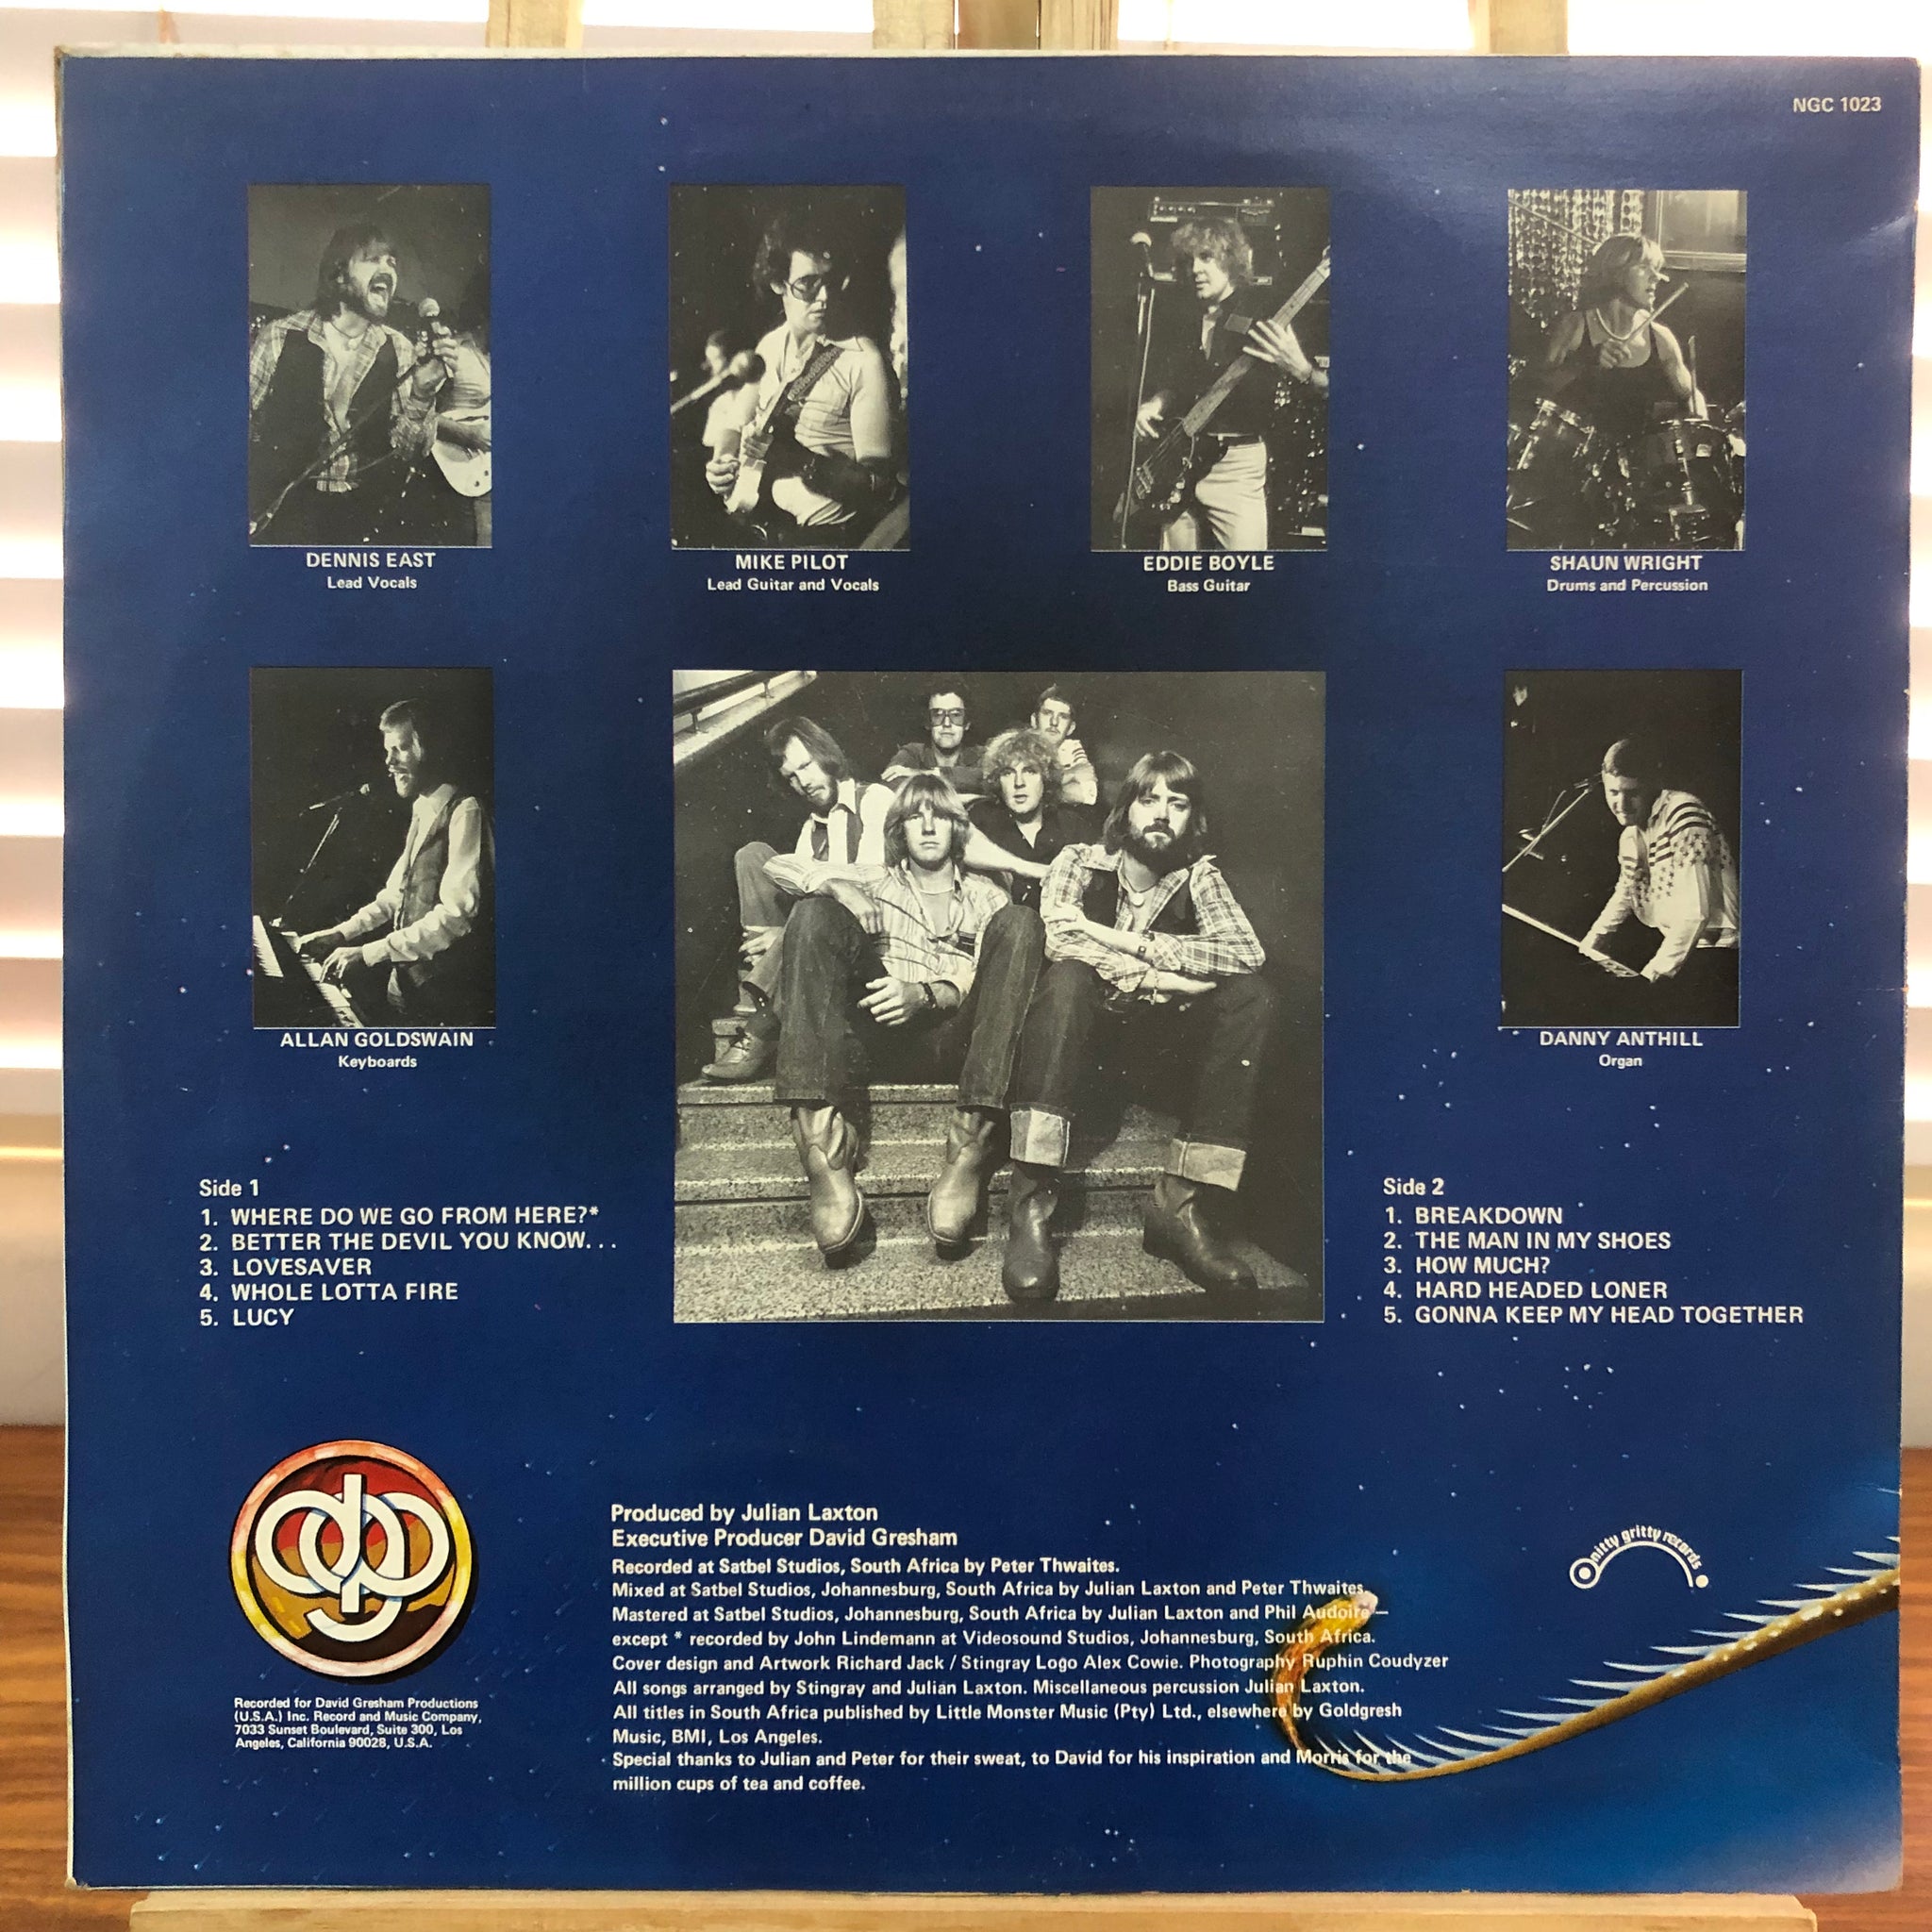 NGC 1023
DENNIS EAST
Lead Vocals
MIKE PILOT
Lead Guitar and Vocals
EDDIE BOYLE
Bass Guitar
SHAUN WRIGHT
Drums and Percussion
ALLAN GOLDSWAIN
Keyboards
DANNY ANTHILL
Organ
Side 1
1. WHERE DO WE GO FROM HERE?*
2. BETTER THE DEVIL YOU KNOW...
3. LOVESAVER
4. WHOLE LOTTA FIRE
5. LUCY
Side 2
1. BREAKDOWN
2. THE MAN IN MY SHOES
3. HOW MUCH?
4. HARD HEADED LONER
5. GONNA KEEP MY HEAD TOGETHER
dgp
Recorded for David Gresham Productions
(U.S.A.) Inc. Record and Music Company,
7033 Sunset Boulevard, Suite 300, Los
Angeles, California 90028, U.S.A.
Produced by Julian Laxton
Executive Producer David Gresham
Recorded at Satbel Studios, South Africa by Peter Thwaites.
Mixed at Satbel Studios, Johannesburg, South Africa by Julian Laxton and Peter Thwaites.
Mastered at Satbel Studios, Johannesburg, South Africa by Julian Laxton and Phil Audoire—
except * recorded by John Lindemann at Videosound Studios, Johannesburg, South Africa.
Cover design and Artwork Richard Jack / Stingray Logo Alex Cowie. Photography Ruphin Coudyzer
All songs arranged by Stingray and Julian Laxton. Miscellaneous percussion Julian Laxton.
All titles in South Africa published by Little Monster Music (Pty) Ltd., elsewhere by Goldgresh
Music, BMI, Los Angeles.
Special thanks to Julian and Peter for their sweat, to David for his inspiration and Morris for the
million cups of tea and coffee.
nitty gritty records